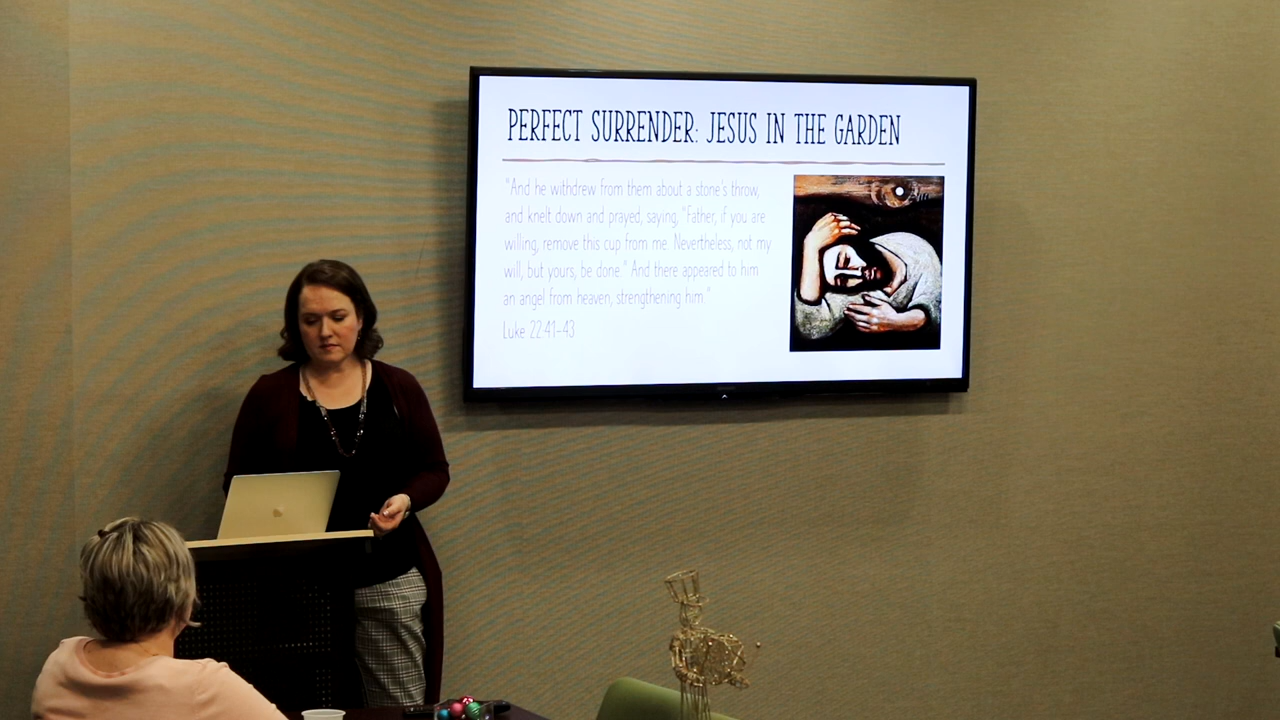 PERFECT SURRENDER: JESUS IN THE GARDEN
"And he withdrew from them about a stone's throw,
and knelt down and prayed, saying, "Father, if you are
willing, remove this cup from me. Nevertheless, not my
will, but yours, be done." And there appeared to him
an angel from heaven, strengthening him."
Luke 22:41-43